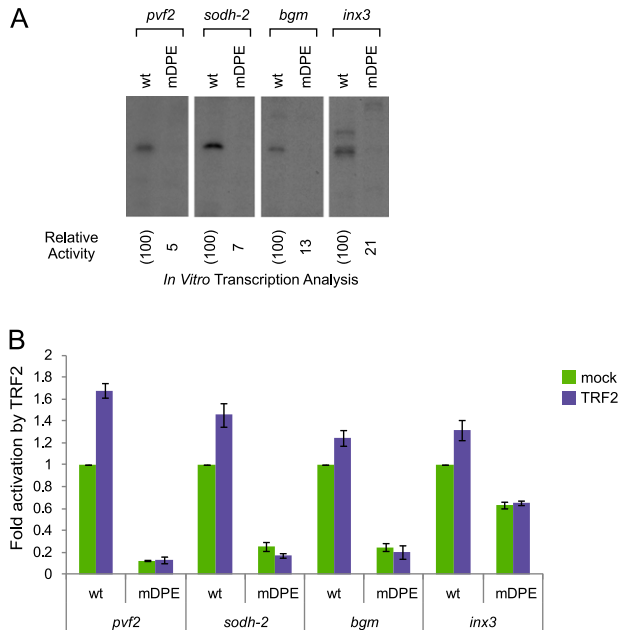 A
pvf2 sodh-2 bgm inx3
wt mDPE wt mDPE wt mDPE wt mDPE
Relative Activity (100) 5 (100) 7 (100) 13 (100) 21
In Vitro Transcription Analysis
B
Fold activation by TRF2
2
1.8
1.6
1.4
1.2
1
0.8
0.6
0.4
0.2
0
mock
TRF2
wt mDPE wt mDPE wt mDPE wt mDPE
pvf2 sodh-2 bgm inx3